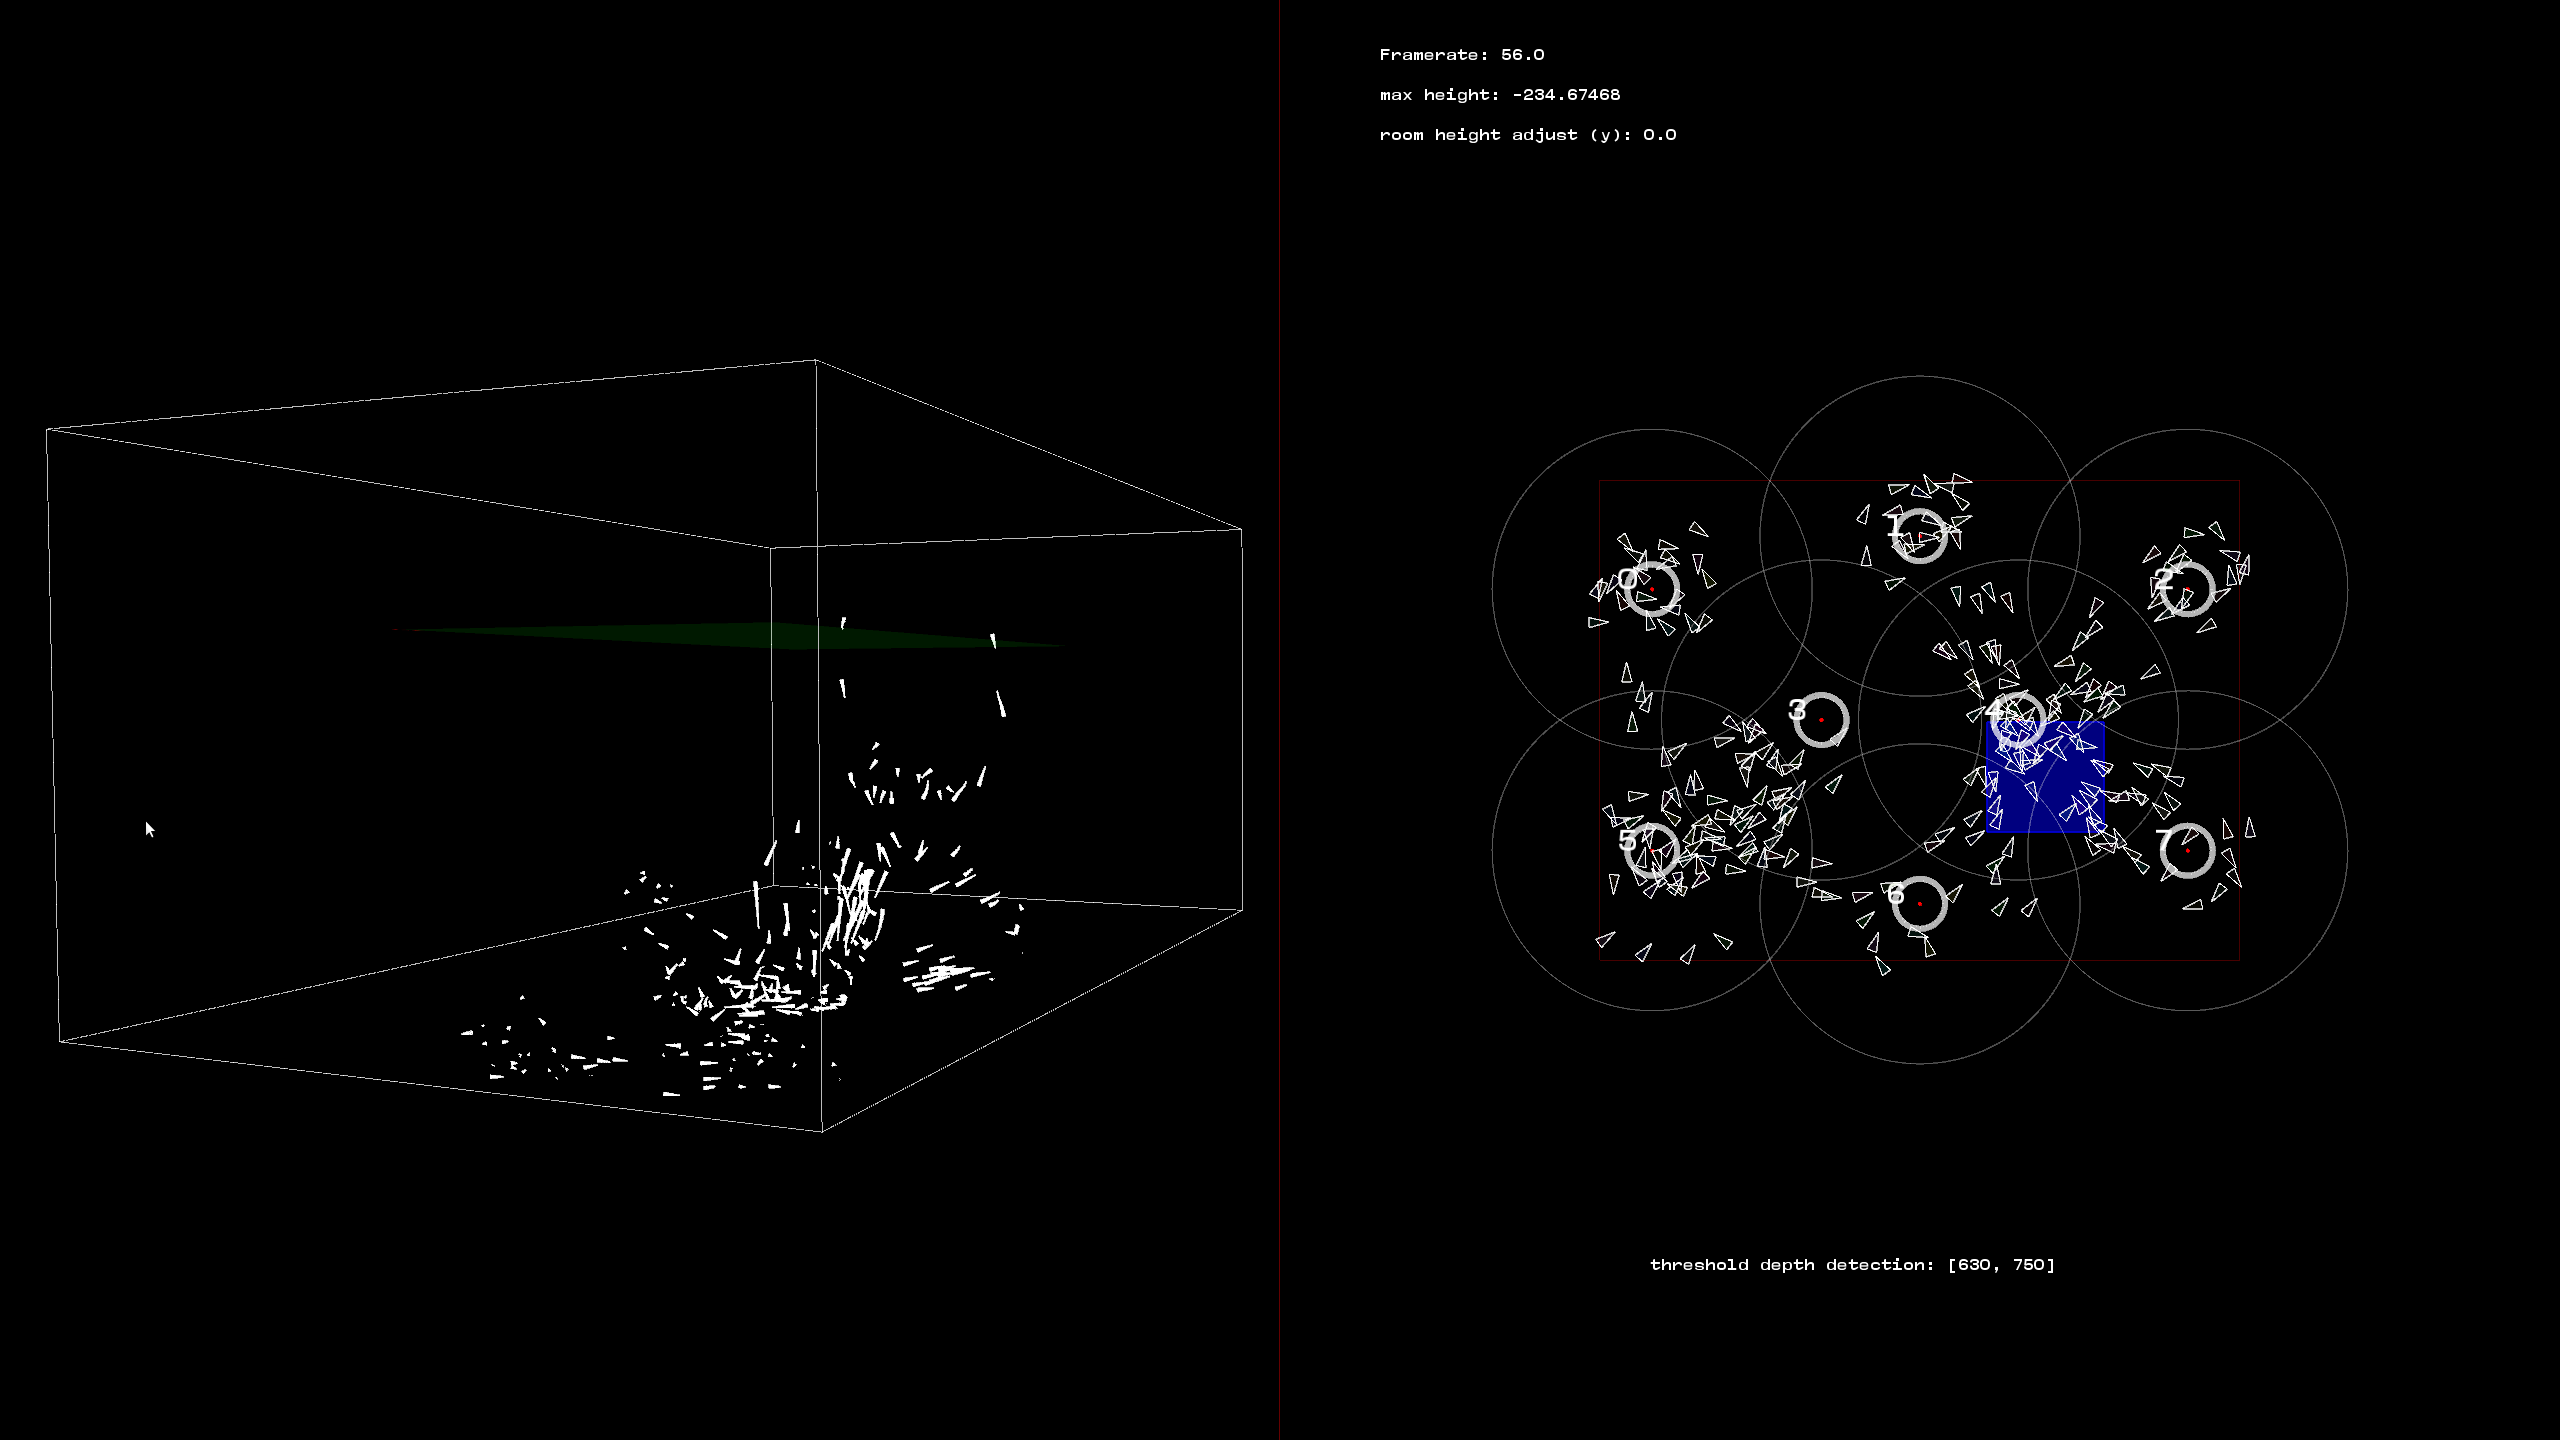 Framerate: 56.0
max height: -234.67468
room height adjust (y): 0.0
1
0
2
3
4
5
7
6
threshold depth detection: [630, 750]